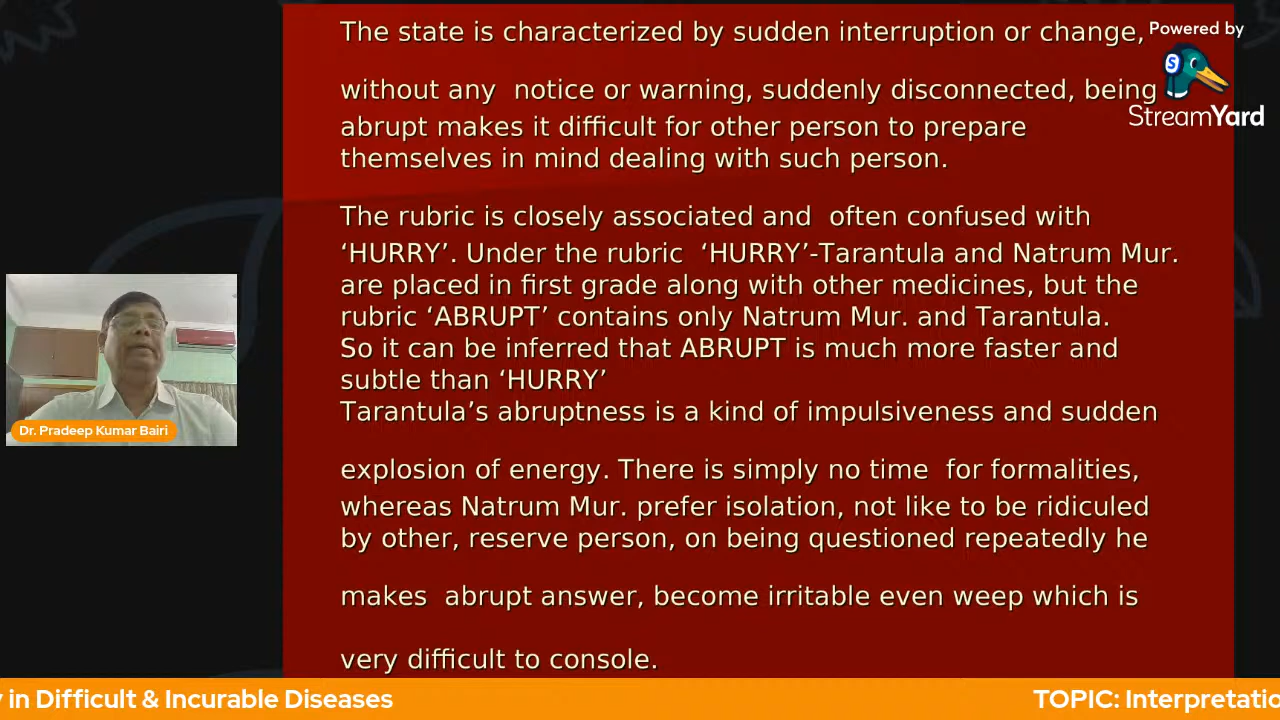 The state is characterized by sudden interruption or change,
without any notice or warning, suddenly disconnected, being
abrupt makes it difficult for other person to prepare
themselves in mind dealing with such person.
The rubric is closely associated and often confused with
‘HURRY’. Under the rubric ‘HURRY’-Tarantula and Natrum Mur.
are placed in first grade along with other medicines, but the
rubric ‘ABRUPT’ contains only Natrum Mur. and Tarantula.
So it can be inferred that ABRUPT is much more faster and
subtle than ‘HURRY’
Tarantula’s abruptness is a kind of impulsiveness and sudden
explosion of energy. There is simply no time for formalities,
whereas Natrum Mur. prefer isolation, not like to be ridiculed
by other, reserve person, on being questioned repeatedly he
makes abrupt answer, become irritable even weep which is
very difficult to console.
Powered by
S
StreamYard
Dr. Pradeep Kumar Bairi
in Difficult & Incurable Diseases
TOPIC: